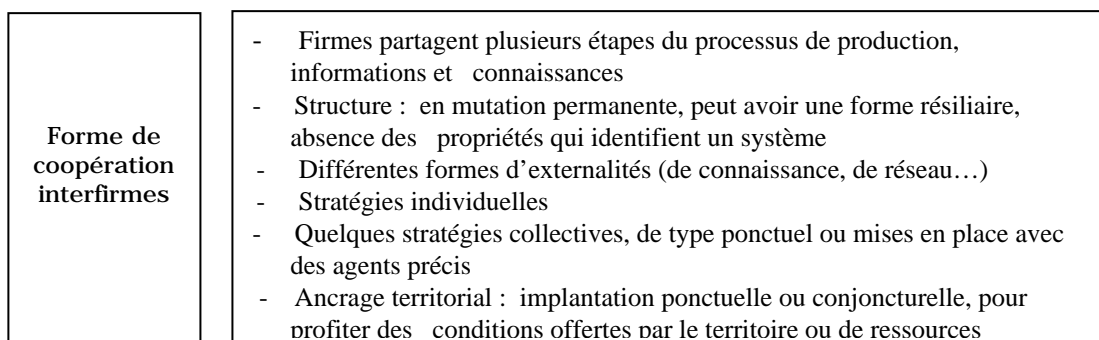 Forme de
coopération
interfirmes
- Firmes partagent plusieurs étapes du processus de production,
informations et connaissances
- Structure : en mutation permanente, peut avoir une forme résiliaire,
absence des propriétés qui identifient un système
- Différentes formes d'externalités (de connaissance, de réseau…)
- Stratégies individuelles
- Quelques stratégies collectives, de type ponctuel ou mises en place avec
des agents précis
- Ancrage territorial : implantation ponctuelle ou conjoncturelle, pour
profiter des conditions offertes par le territoire ou de ressources